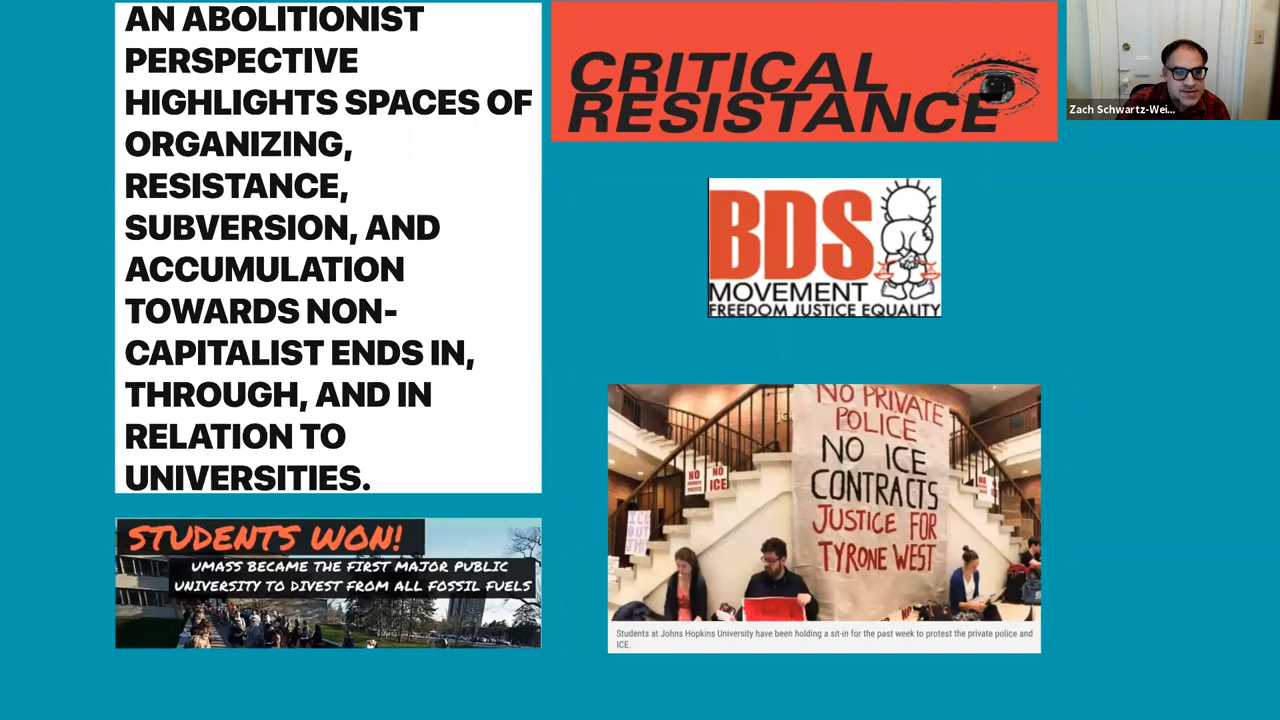 AN ABOLITIONIST
PERSPECTIVE
HIGHLIGHTS SPACES OF
ORGANIZING,
RESISTANCE,
SUBVERSION, AND
ACCUMULATION
TOWARDS NON-
CAPITALIST ENDS IN,
THROUGH, AND IN
RELATION TO
UNIVERSITIES.
STUDENTS WON!
UMASS BECAME THE FIRST MAJOR PUBLIC
UNIVERSITY TO DIVEST FROM ALL FOSSIL FUELS
CRITICAL
RESISTANCE
BDS
MOVEMENT
FREEDOM JUSTICE EQUALITY
NO PRIVATE
POLICE
NO ICE
CONTRACTS
JUSTICE FOR
TYRONE WEST
NO
NO
ICE
NO
ICE
OUT
Students at Johns Hopkins University have been holding a sit-in for the past week to protest the private police and
ICE.
Zach Schwartz-Wei...